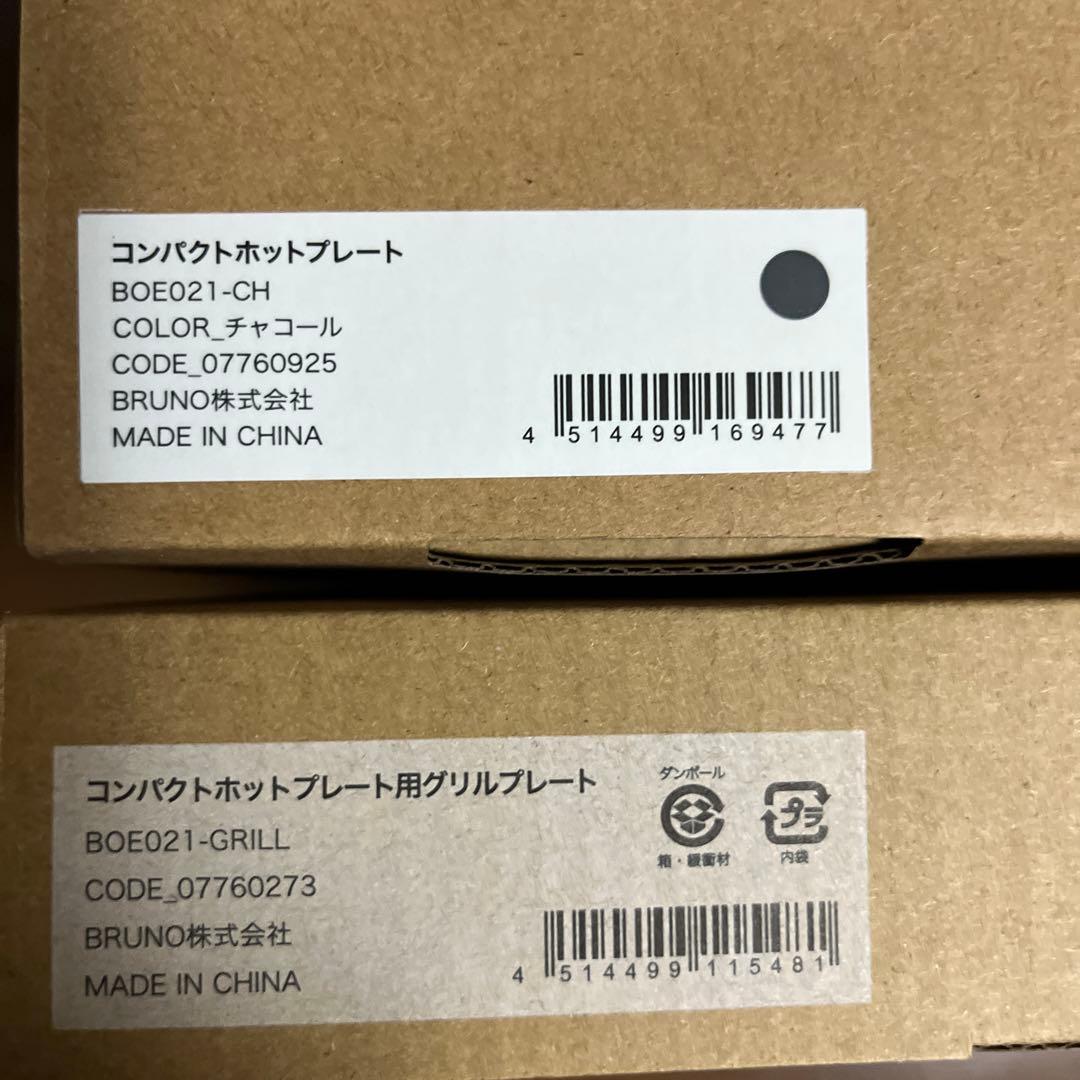 コンパクトホットプレート
BOE021-CH
COLOR_チャコール
CODE_07760925
BRUNO株式会社
MADE IN CHINA
4 514499 169477
コンパクトホットプレート用グリルプレート
BOE021-GRILL
CODE_07760273
BRUNO株式会社
MADE IN CHINA
ダンボール
箱・緩衝材
プラ
内袋
4 514499 115481